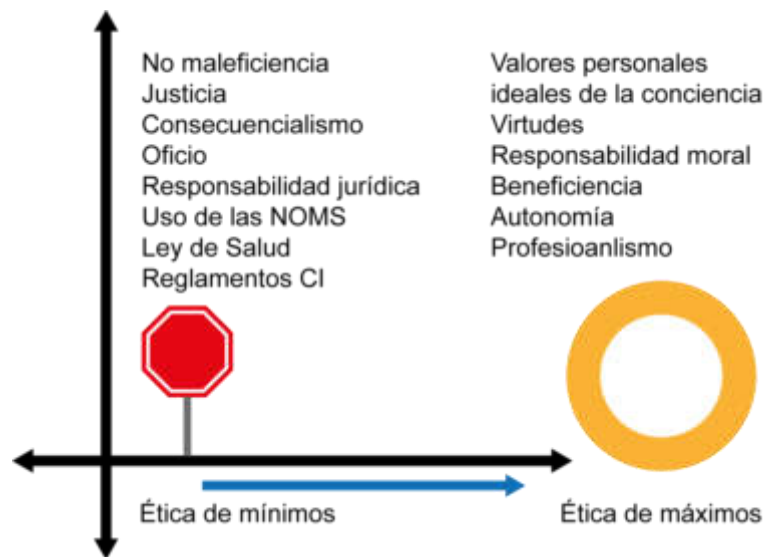 No maleficiencia
Justicia
Consecuencialismo
Oficio
Responsabilidad jurídica
Uso de las NOMS
Ley de Salud
Reglamentos CI
Valores personales
ideales de la conciencia
Virtudes
Responsabilidad moral
Beneficiencia
Autonomía
Profesioanlismo
Ética de mínimos
Ética de máximos